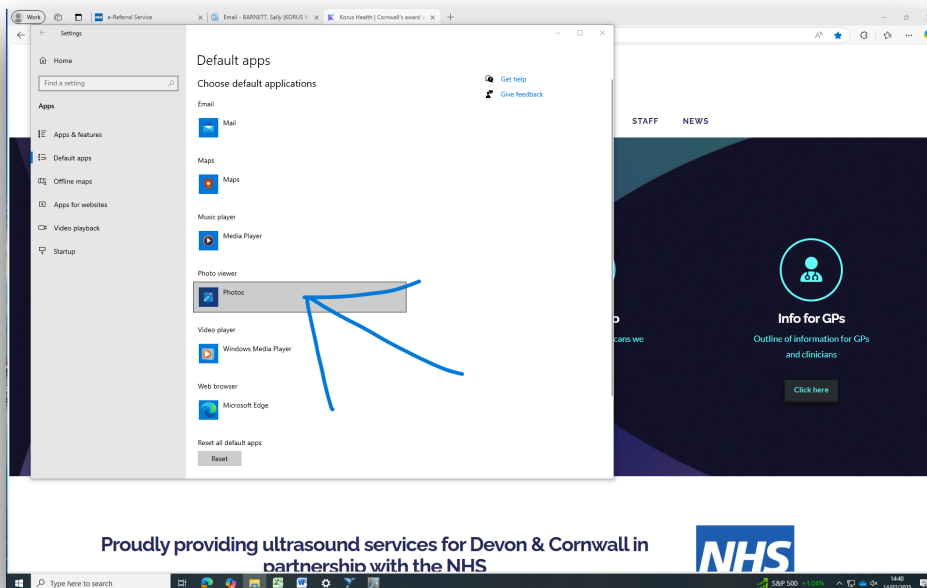 Work
e-Referral Service
Email - BARNETT, Sally (KORUS H
Korus Health | Cornwall's award w
Settings
Home
Find a setting
Apps
Apps & features
Default apps
Offline maps
Apps for websites
Video playback
Startup
Default apps
Choose default applications
Email
Mail
Maps
Maps
Music player
Media Player
Photo viewer
Photos
Video player
Windows Media Player
Web browser
Microsoft Edge
Reset all default apps
Reset
Get help
Give feedback
STAFF NEWS
cans we
Info for GPs
Outline of information for GPs
and clinicians
Click here
Proudly providing ultrasound services for Devon & Cornwall in
partnership with the NHS
NHS
Type here to search
S&P 500 +1.04%
14:40
14/03/2025